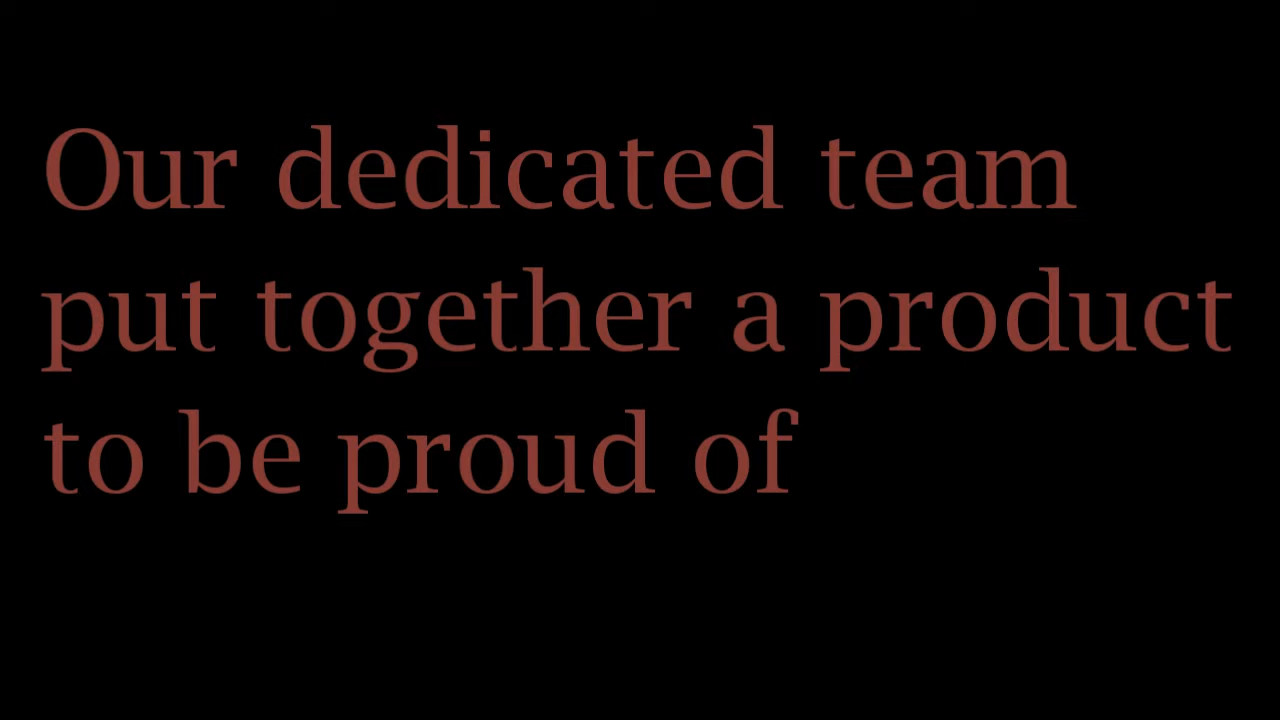 Our dedicated team
put together a product
to be proud of